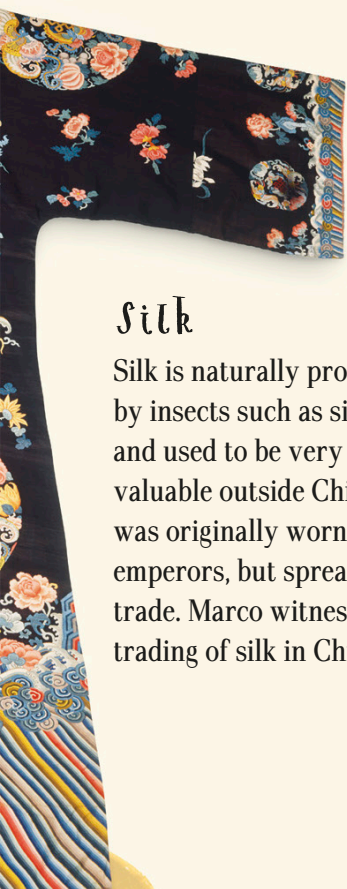 Silk
Silk is naturally pro
by insects such as si
and used to be very
valuable outside Chi
was originally worn
emperors, but sprea
trade. Marco witnes
trading of silk in Ch